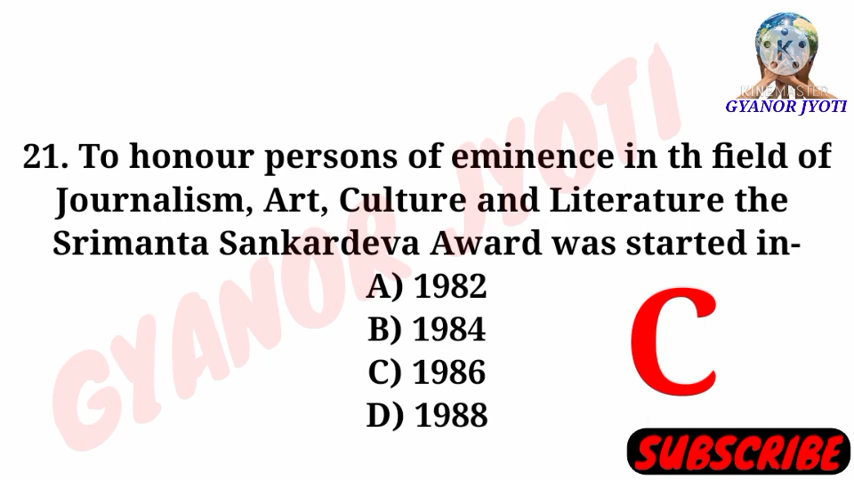 KINEMASTER
GYANOR JYOTI
GYANOR JYOTI
21. To honour persons of eminence in th field of
Journalism, Art, Culture and Literature the
Srimanta Sankardeva Award was started in-
A) 1982
B) 1984
C) 1986
D) 1988
C
SUBSCRIBE